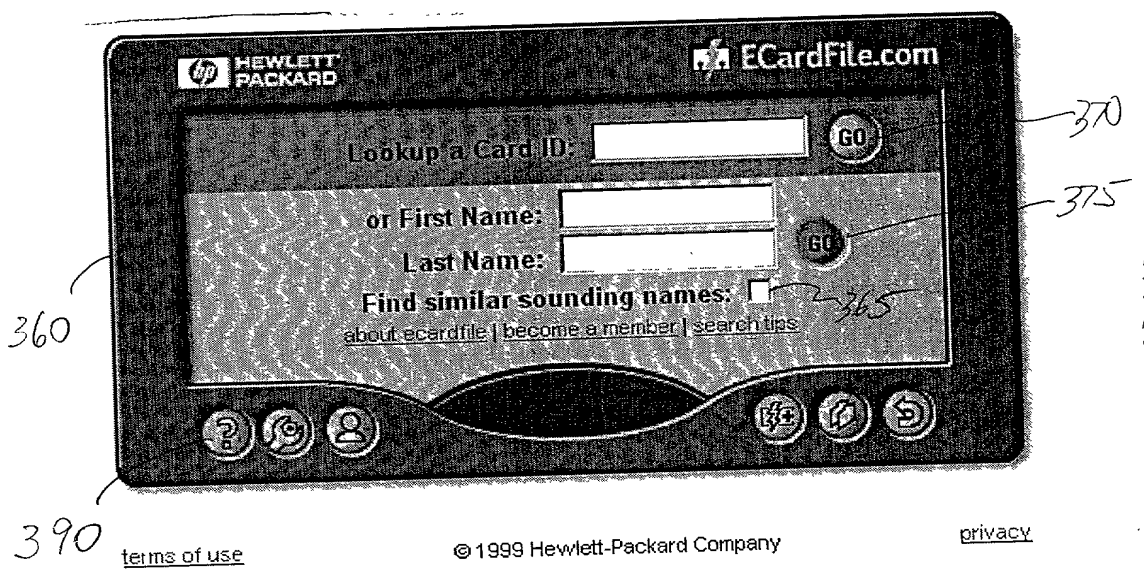 hp HEWLETT PACKARD
ECardFile.com
Lookup a Card ID: GO 370
or First Name:
Last Name: GO 375
Find similar sounding names: 365
about ecardfile | become a member | search tips
360
?
390
terms of use © 1999 Hewlett-Packard Company privacy